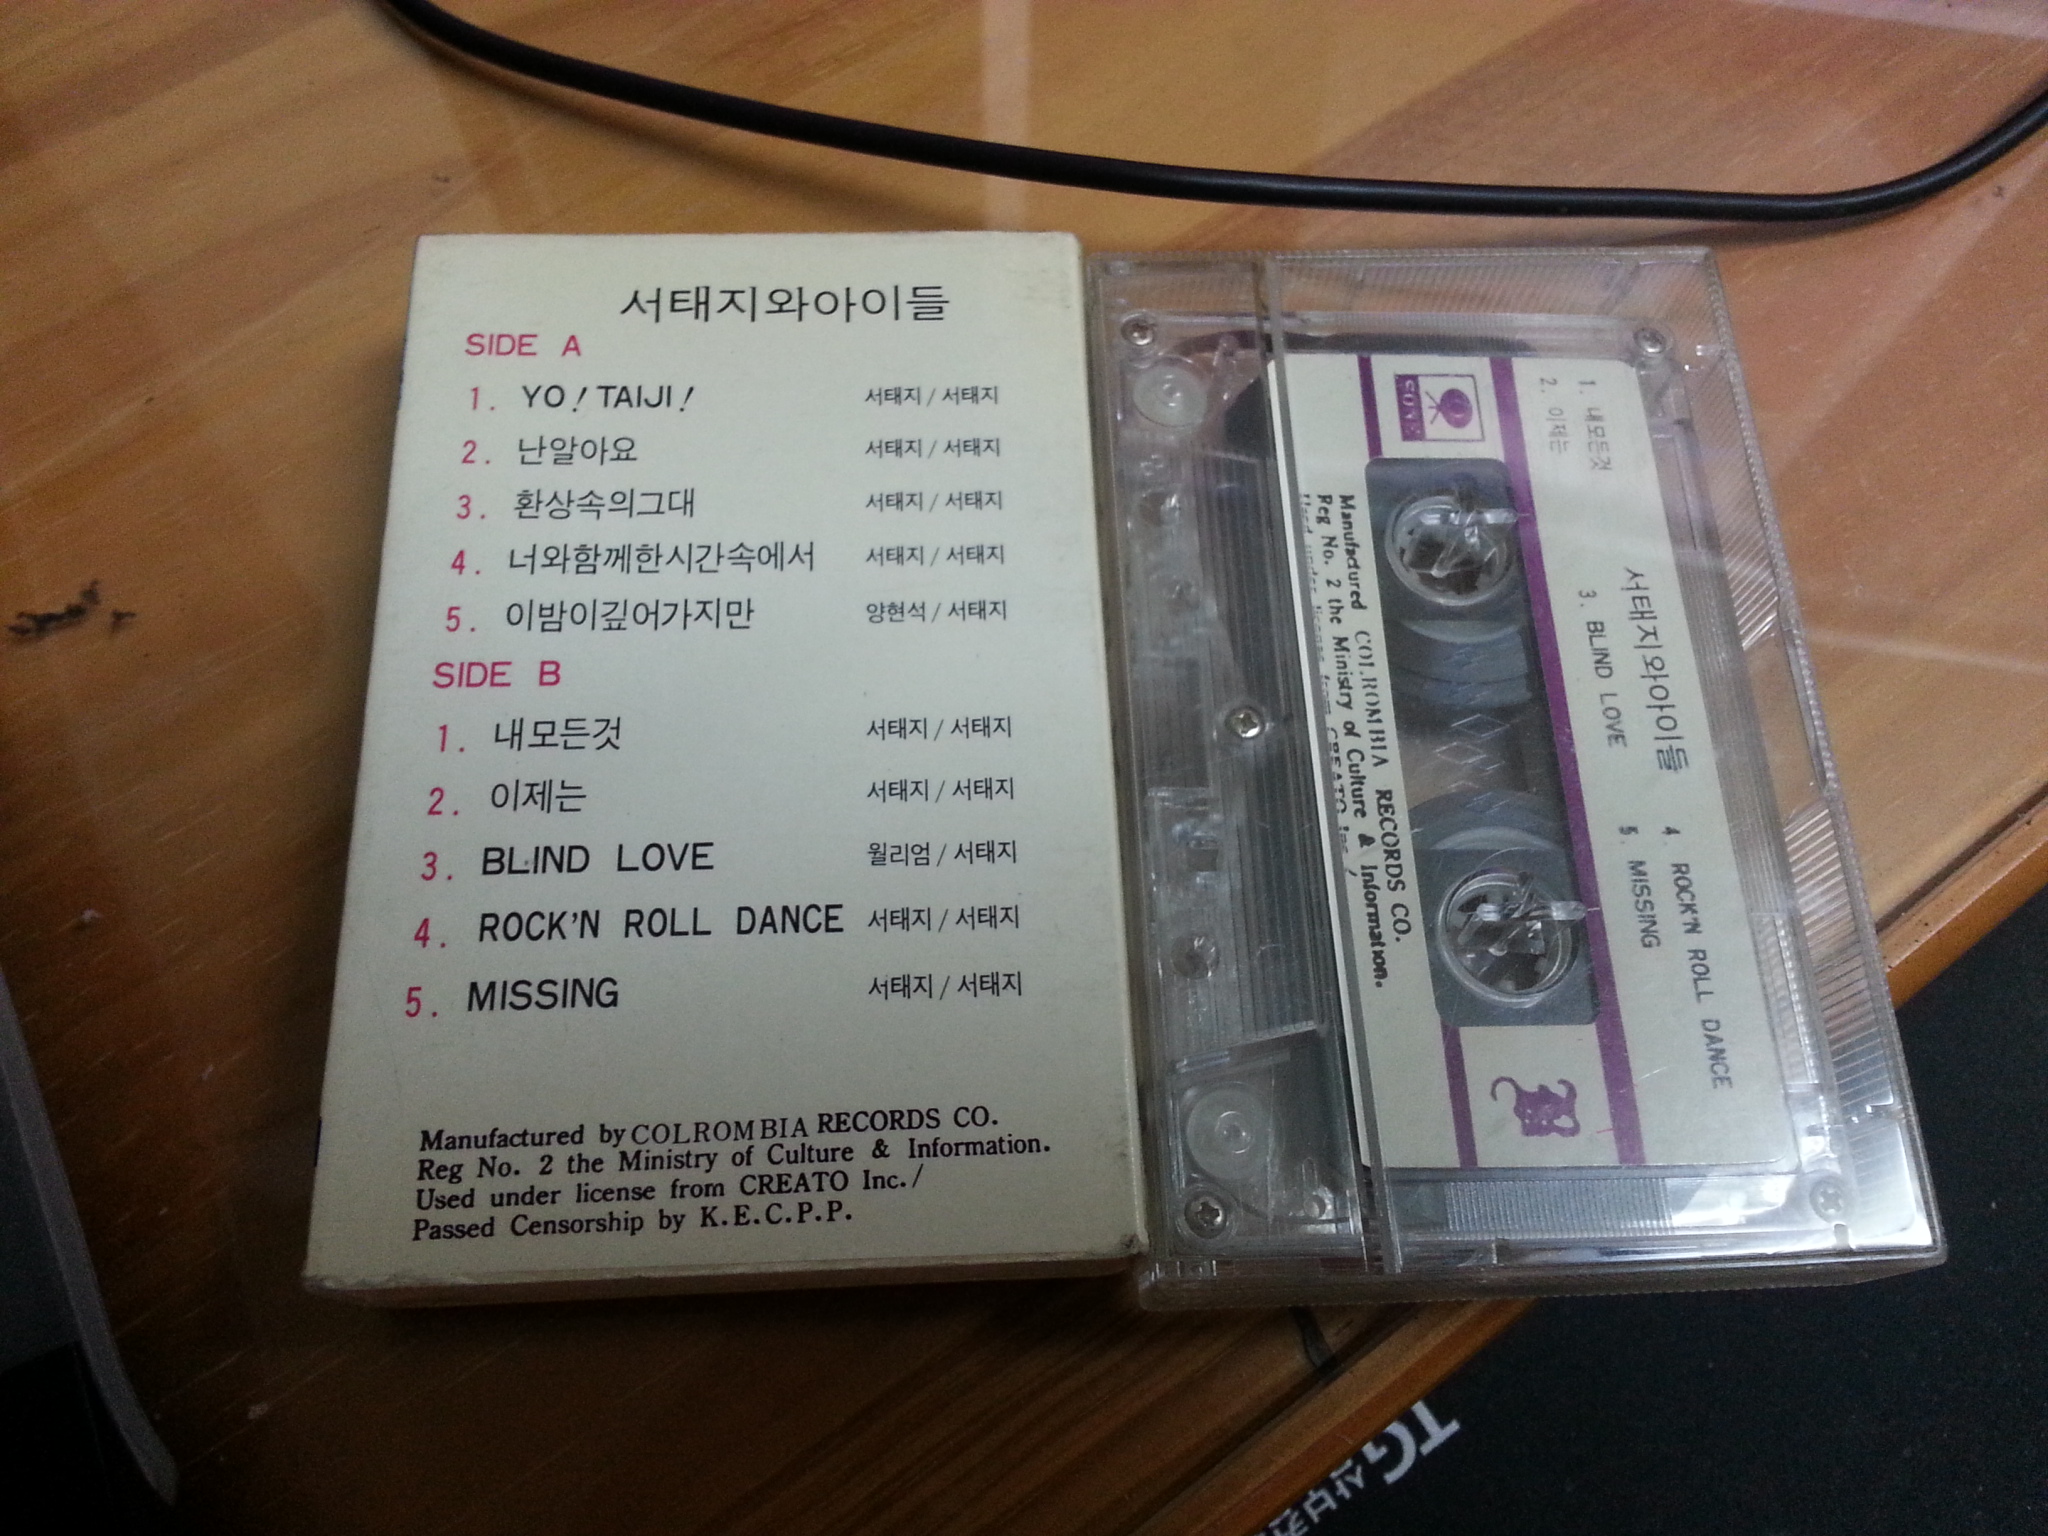 서태지와아이들
SIDE A
1. YO! TAIJI! 서태지 / 서태지
2. 난알아요 서태지 / 서태지
3. 환상속의그대 서태지 / 서태지
4. 너와함께한시간속에서 서태지 / 서태지
5. 이밤이깊어가지만 양현석 / 서태지
SIDE B
1. 내모든것 서태지 / 서태지
2. 이제는 서태지 / 서태지
3. BLIND LOVE 윌리엄 / 서태지
4. ROCK'N ROLL DANCE 서태지 / 서태지
5. MISSING 서태지 / 서태지
Manufactured by COLROMBIA RECORDS CO.
Reg No. 2 the Ministry of Culture & Information.
Used under license from CREATO Inc./
Passed Censorship by K.E.C.P.P.
서태지와아이들
1. 내모든것
2. 이제는
3. BLIND LOVE
4 ROCK'N ROLL DANCE
5. MISSING
Manufactured COLROMBIA RECORDS CO.
Reg No. 2 the Ministry of Culture & Information.
Used under license from CREATO Inc./
TG